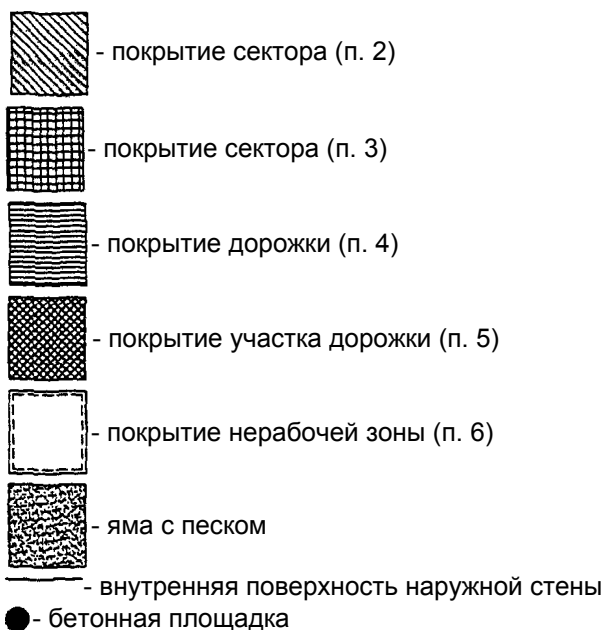 - покрытие сектора (п. 2)
- покрытие сектора (п. 3)
- покрытие дорожки (п. 4)
- покрытие участка дорожки (п. 5)
- покрытие нерабочей зоны (п. 6)
- яма с песком
- внутренняя поверхность наружной стены
- бетонная площадка